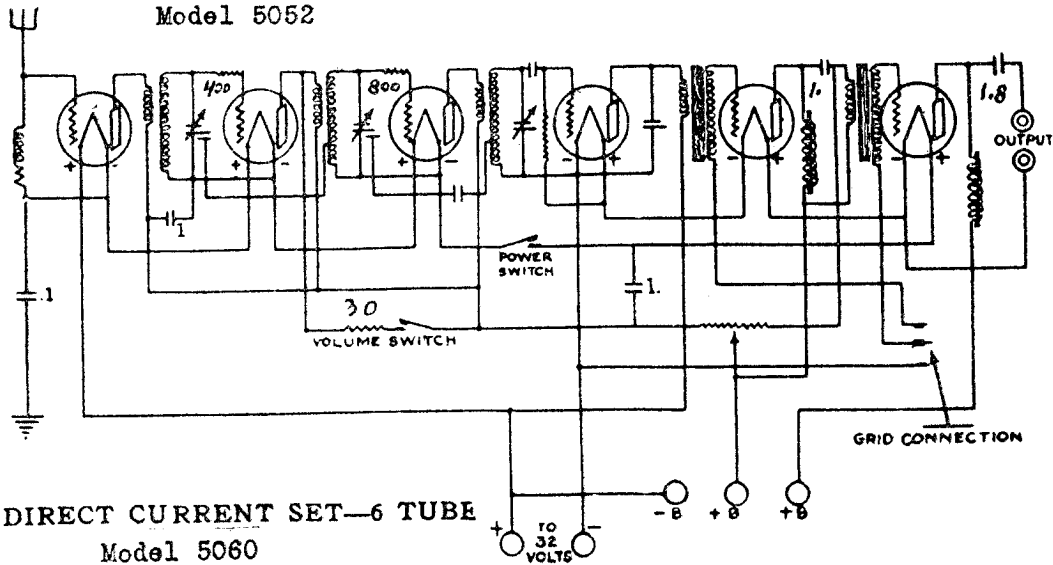 Model 5052
400
800
1.
1.8
OUTPUT
+ - + - + - + - + - +
1
POWER
SWITCH
.1
30
1.
VOLUME SWITCH
GRID CONNECTION
-B +B +B
DIRECT CURRENT SET—6 TUBE
+ TO -
32
VOLTS
Model 5060